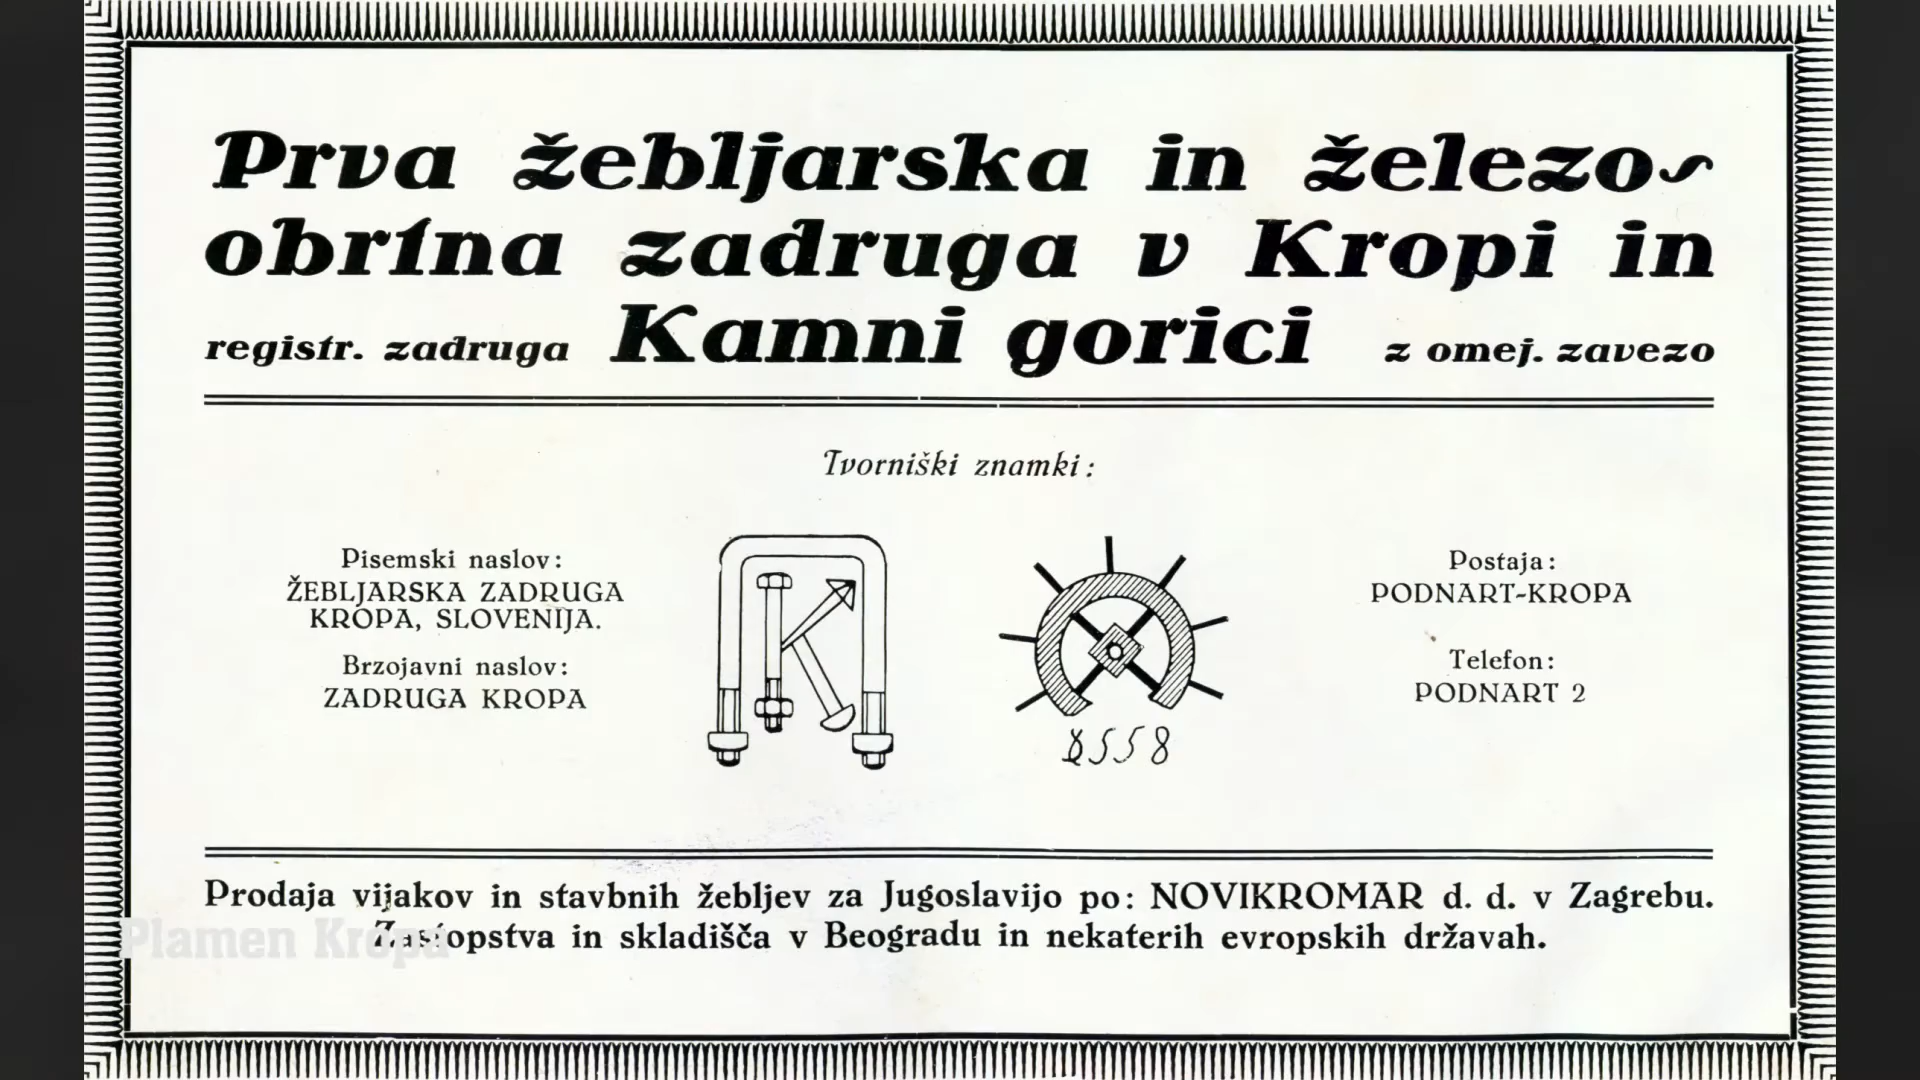 Prva žebljarska in železo-
obrtna zadruga v Kropi in
registr. zadruga Kamni gorici z omej. zavezo
Tvorniški znamki:
Pisemski naslov:
ŽEBLJARSKA ZADRUGA
KROPA, SLOVENIJA.
Brzojavni naslov:
ZADRUGA KROPA
8558
Postaja:
PODNART-KROPA
Telefon:
PODNART 2
Prodaja vijakov in stavbnih žebljev za Jugoslavijo po: NOVIKROMAR d. d. v Zagrebu.
Zastopstva in skladišča v Beogradu in nekaterih evropskih državah.
Plamen Kropa